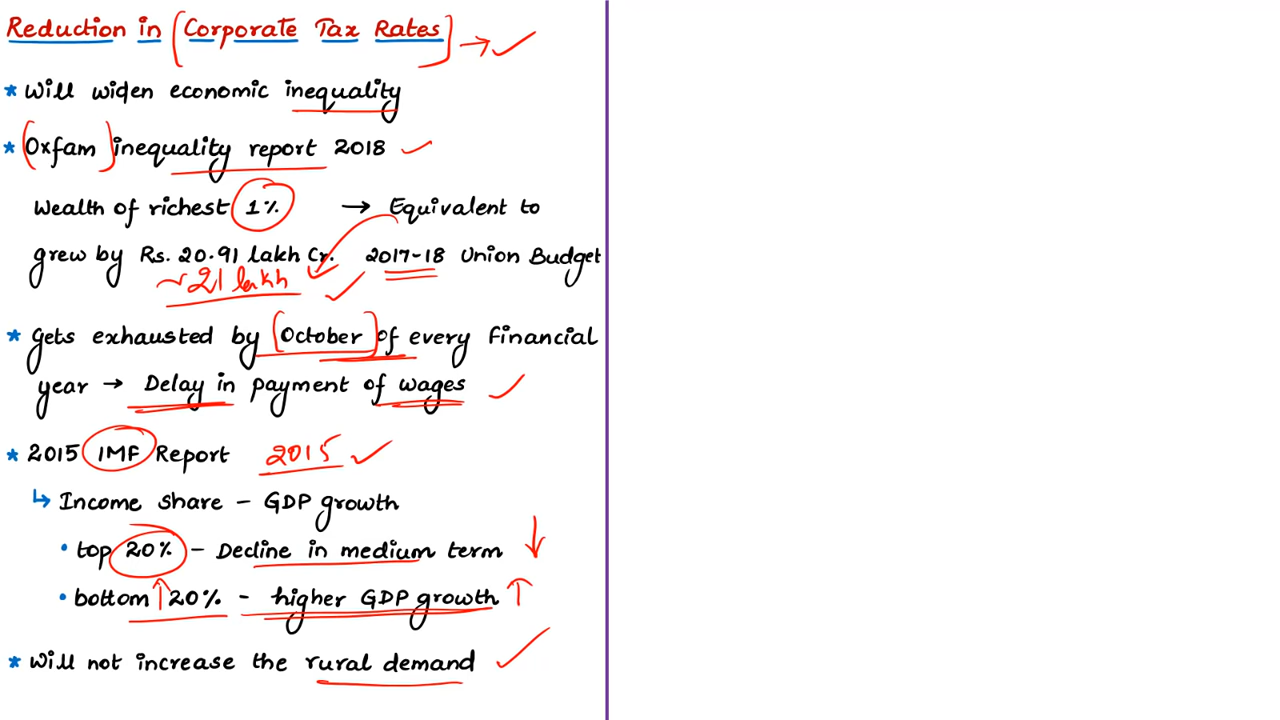 Reduction in [Corporate Tax Rates] → ✓
* Will widen economic inequality
* [Oxfam] inequality report 2018 ✓
Wealth of richest 1% → Equivalent to
grew by Rs. 20.91 lakh Cr. 2017-18 Union Budget
~21 lakh ✓
* Gets exhausted by [October] of every Financial
year → Delay in payment of wages ✓
* 2015 IMF Report 2015 ✓
↳ Income share - GDP growth
• top 20% - Decline in medium term ↓
• bottom ↑ 20% - higher GDP growth ↑
* Will not increase the rural demand ✓